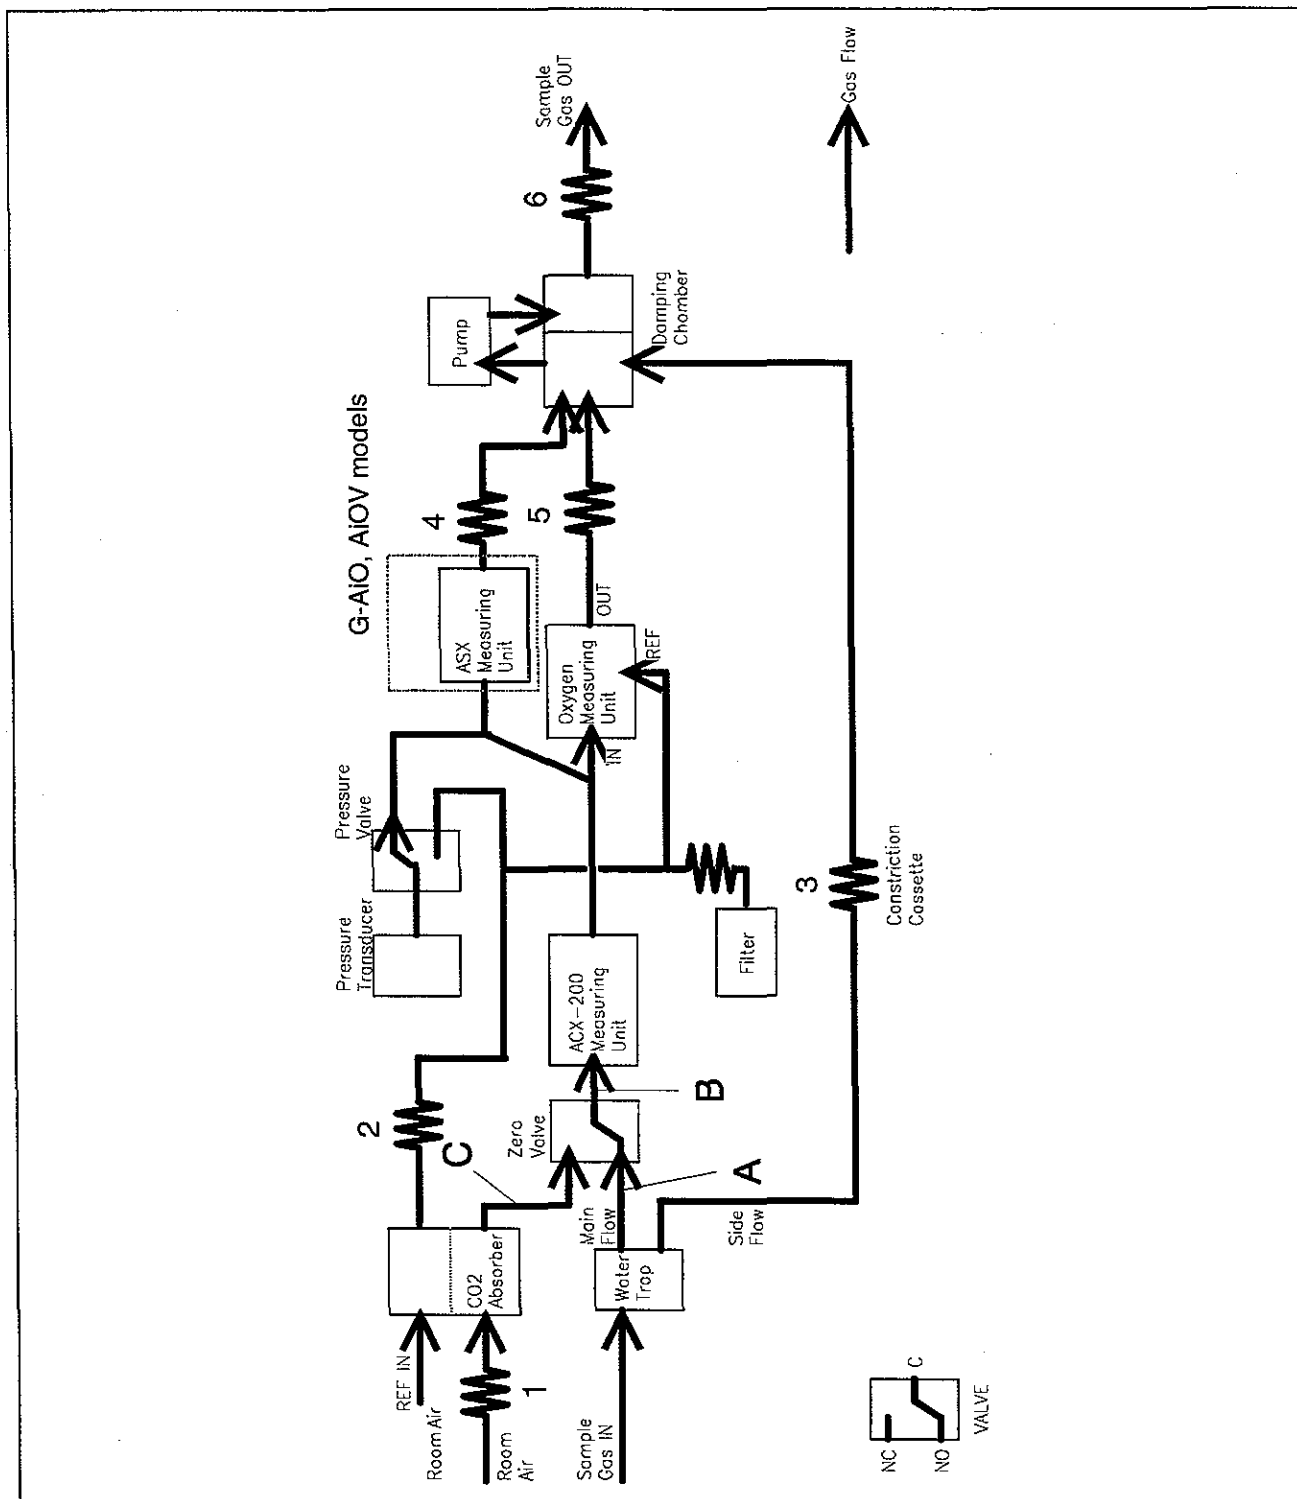 G-AiO, AiOV models
Sample
Gas OUT
Gas Flow
6
Pump
Damping
Chamber
4
5
ASX
Measuring
Unit
OUT
Oxygen
Measuring
Unit
REF
IN
Pressure
Valve
Pressure
Transducer
Filter
3
Constriction
Cassette
ACX-200
Measuring
Unit
B
2
C
Zero
Valve
A
Main
Flow
Side
Flow
CO2
Absorber
Water
Trap
REF IN
Room Air
1
Room
Air
Sample
Gas IN
NC
NO
C
VALVE